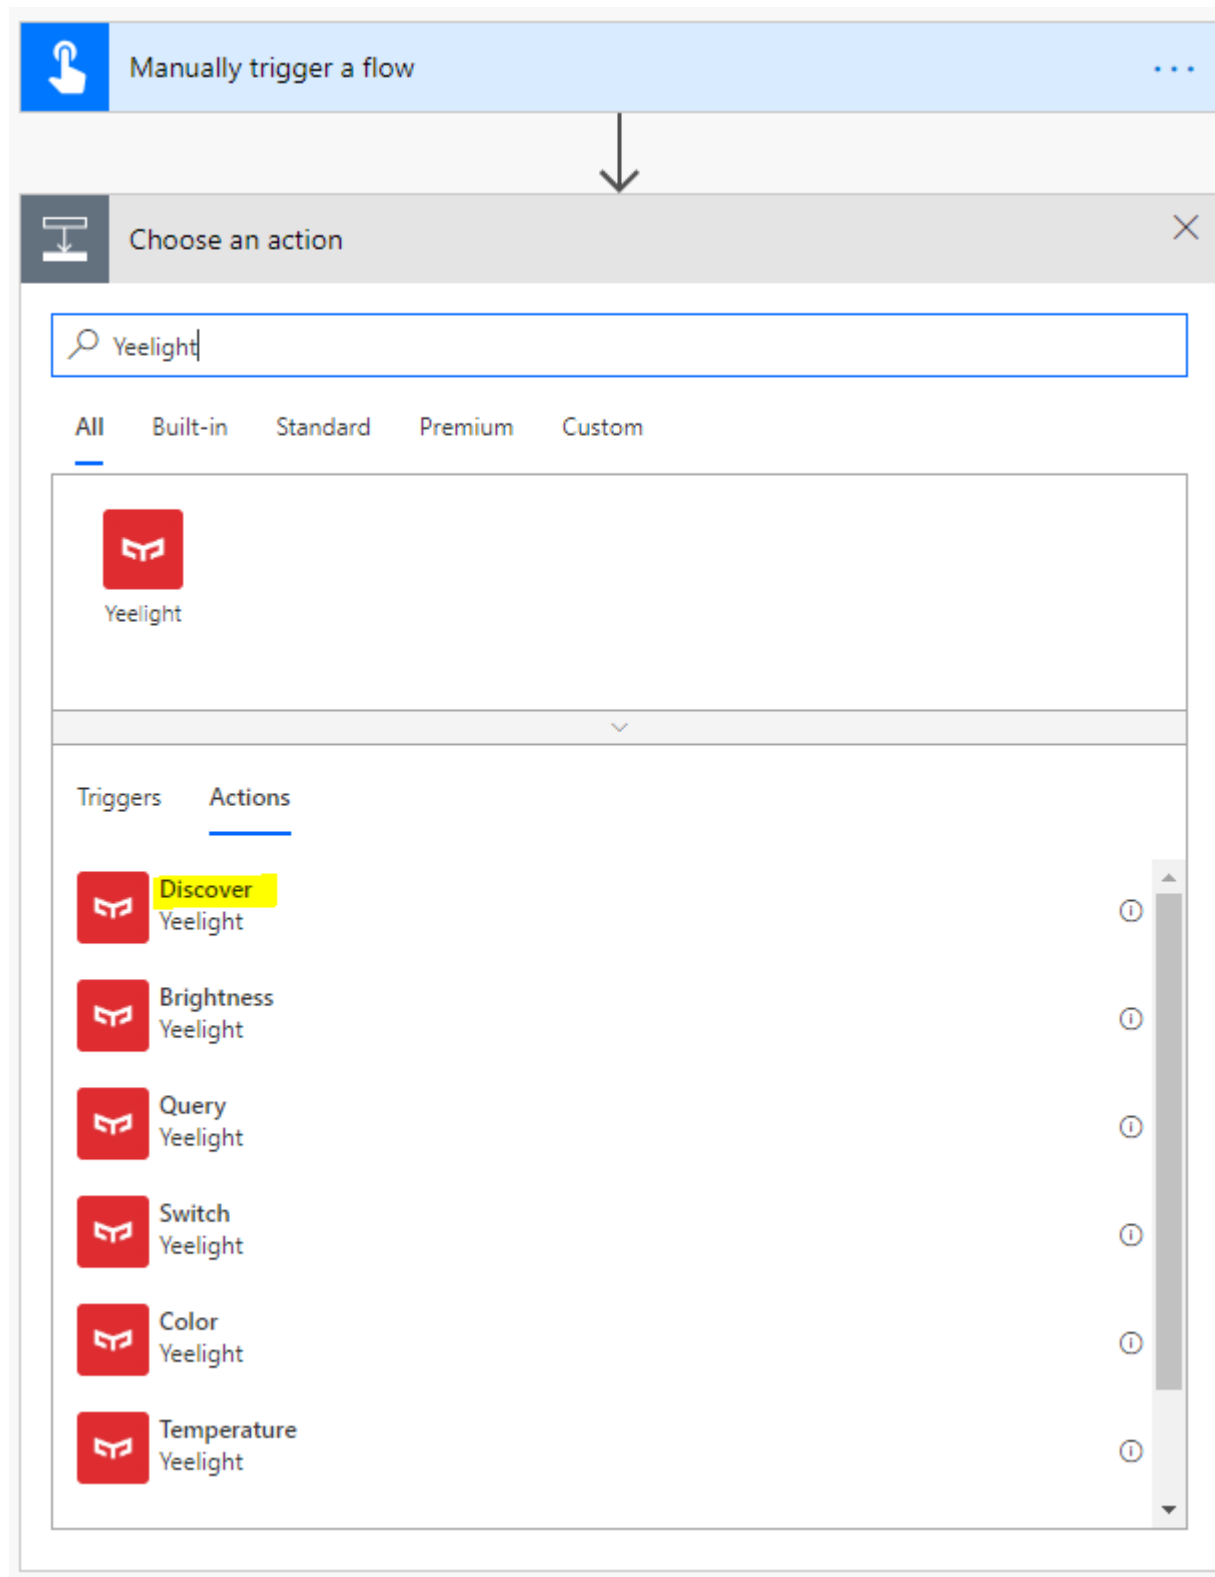 Manually trigger a flow
Choose an action
Yeelight
All Built-in Standard Premium Custom
Yeelight
Triggers Actions
Discover
Yeelight
Brightness
Yeelight
Query
Yeelight
Switch
Yeelight
Color
Yeelight
Temperature
Yeelight